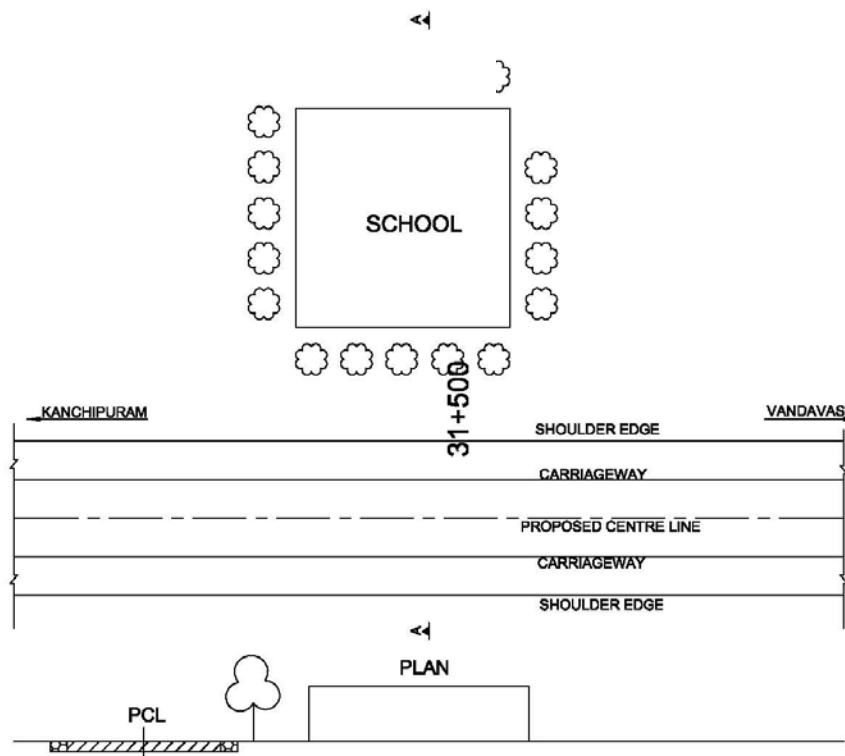 A
SCHOOL
31+500
KANCHIPURAM
VANDAVAS
SHOULDER EDGE
CARRIAGEWAY
PROPOSED CENTRE LINE
CARRIAGEWAY
SHOULDER EDGE
A
PLAN
PCL